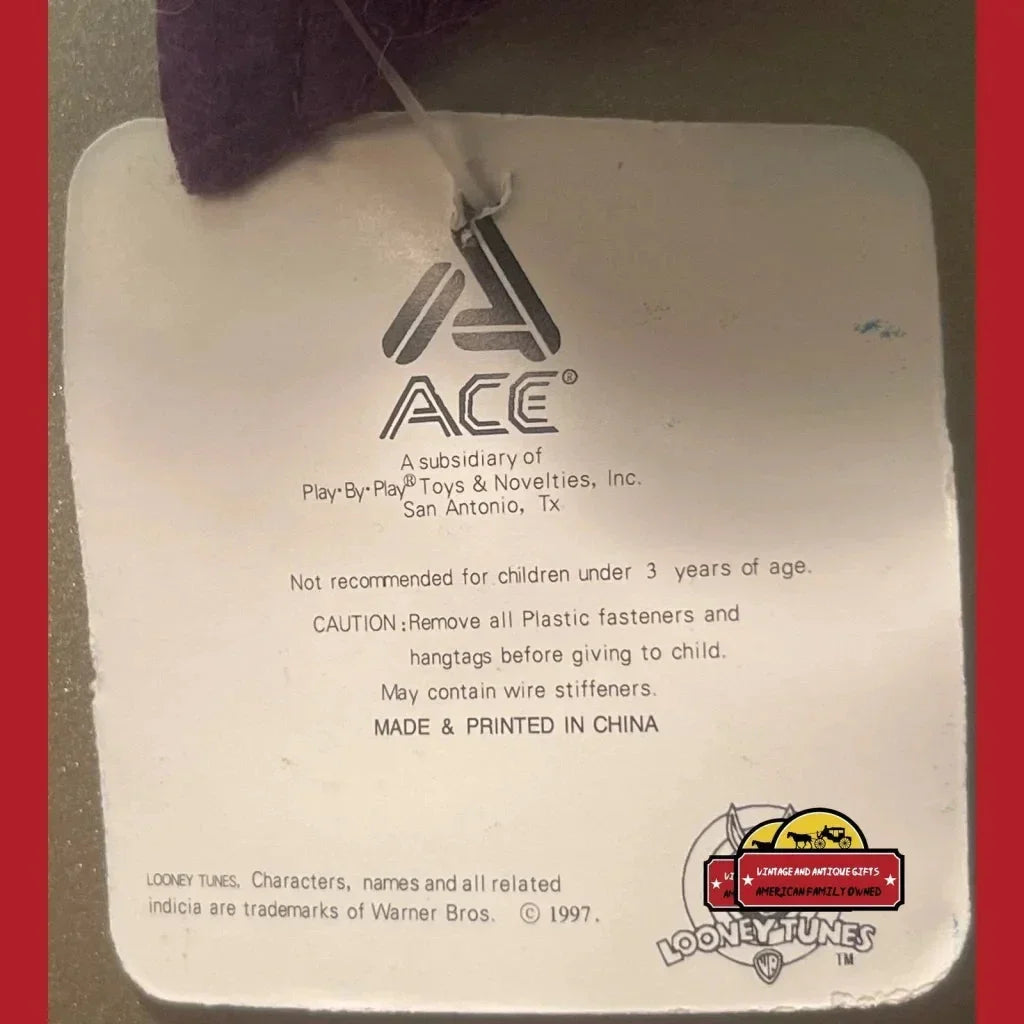 ACE®
A subsidiary of
Play·By·Play® Toys & Novelties, Inc.
San Antonio, Tx
Not recommended for children under 3 years of age.
CAUTION : Remove all Plastic fasteners and
hangtags before giving to child.
May contain wire stiffeners.
MADE & PRINTED IN CHINA
LOONEY TUNES, Characters, names and all related
indicia are trademarks of Warner Bros. © 1997.
VINTAGE AND ANTIQUE GIFTS
AMERICAN FAMILY OWNED
LOONEY TUNES
TM
WB